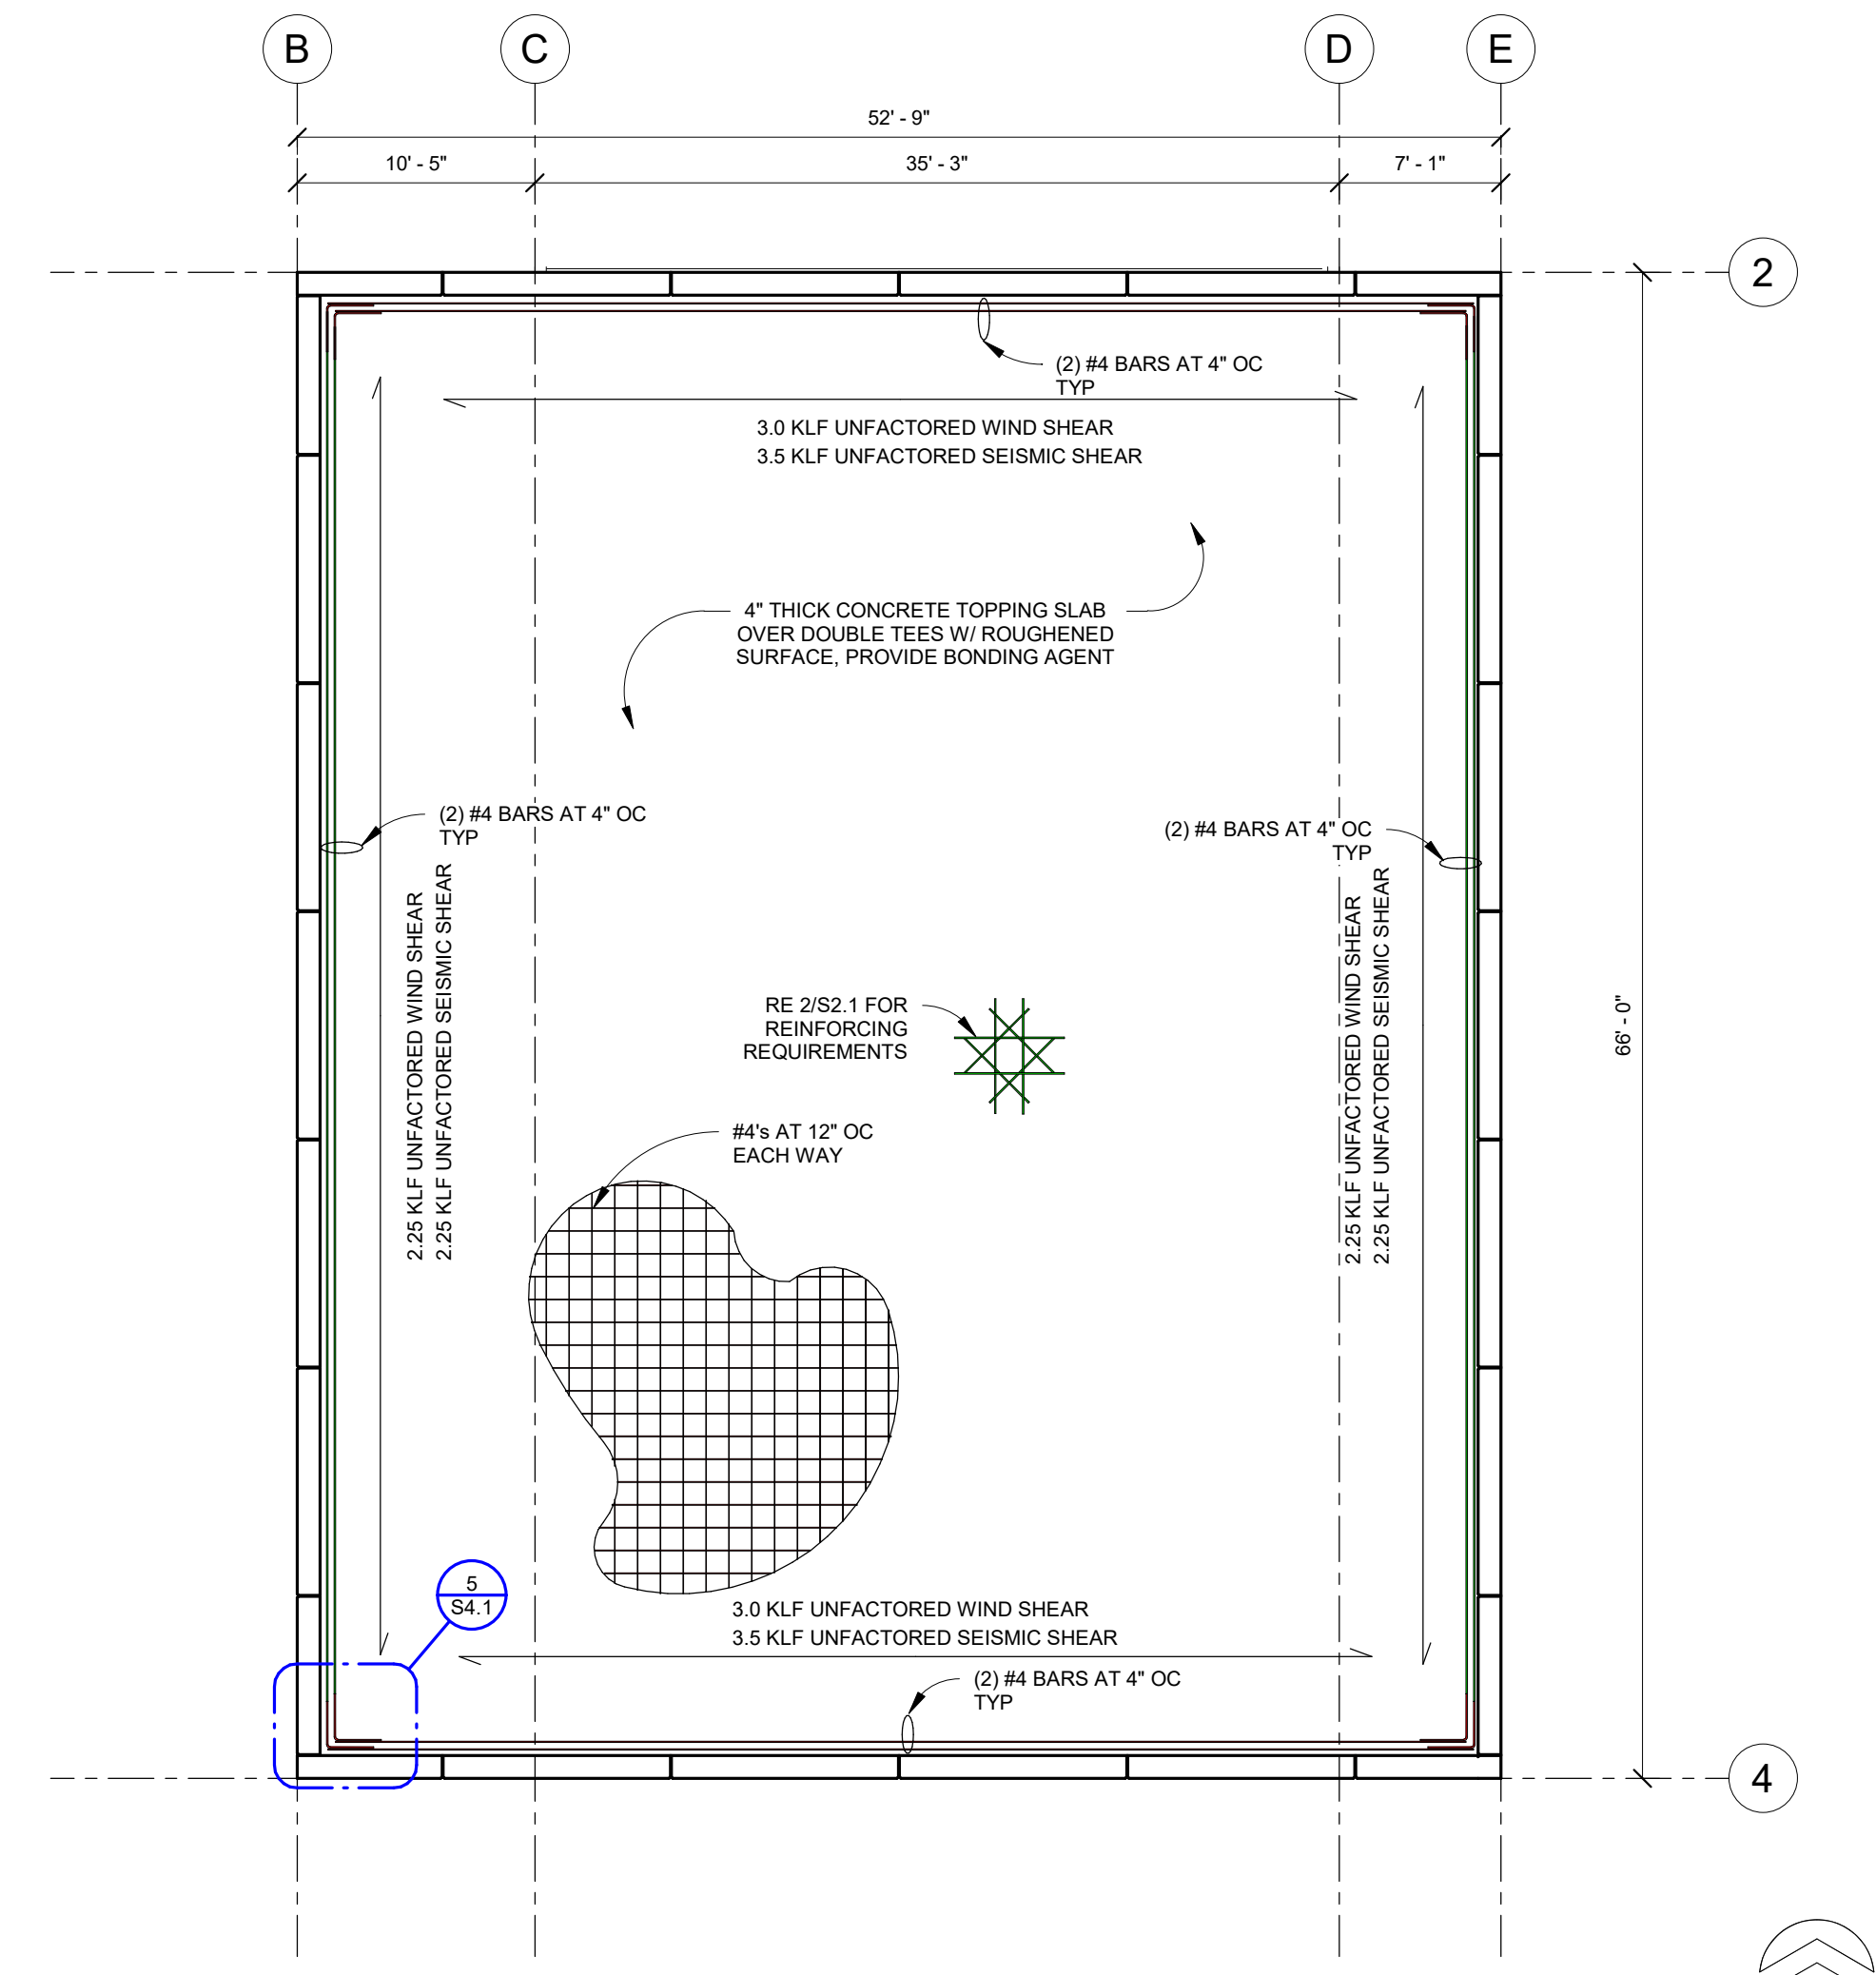 B
C
D
E
52' - 9"
10' - 5"
35' - 3"
7' - 1"
2
(2) #4 BARS AT 4" OC
TYP
3.0 KLF UNFACTORED WIND SHEAR
3.5 KLF UNFACTORED SEISMIC SHEAR
4" THICK CONCRETE TOPPING SLAB
OVER DOUBLE TEES W/ ROUGHENED
SURFACE, PROVIDE BONDING AGENT
(2) #4 BARS AT 4" OC
TYP
(2) #4 BARS AT 4" OC
TYP
2.25 KLF UNFACTORED WIND SHEAR
2.25 KLF UNFACTORED SEISMIC SHEAR
RE 2/S2.1 FOR
REINFORCING
REQUIREMENTS
2.25 KLF UNFACTORED WIND SHEAR
2.25 KLF UNFACTORED SEISMIC SHEAR
66' - 0"
#4's AT 12" OC
EACH WAY
5
S4.1
3.0 KLF UNFACTORED WIND SHEAR
3.5 KLF UNFACTORED SEISMIC SHEAR
(2) #4 BARS AT 4" OC
TYP
4